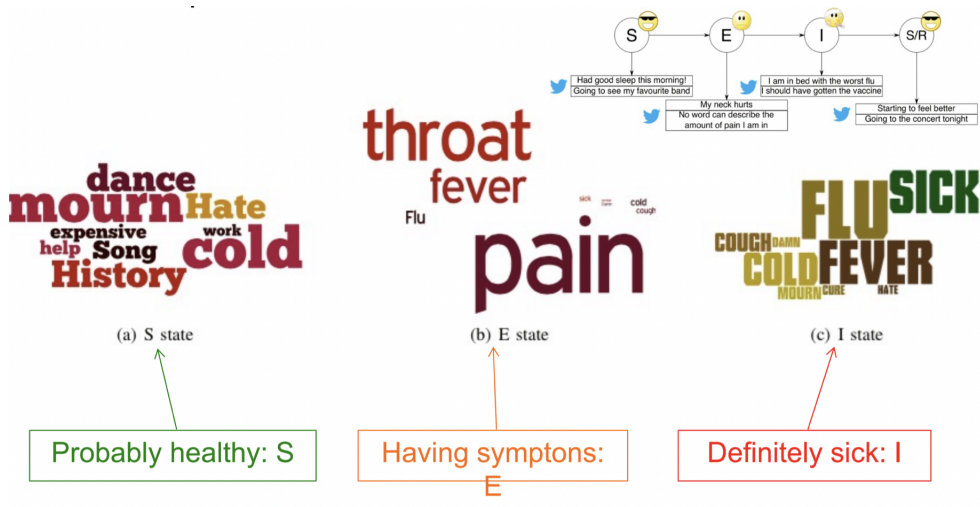 S
E
I
S/R
Had good sleep this morning!
Going to see my favourite band
My neck hurts
No word can describe the
amount of pain I am in
I am in bed with the worst flu
I should have gotten the vaccine
Starting to feel better
Going to the concert tonight
dance
mourn Hate
expensive work
help Song cold
History
throat
fever
Flu
sick
cold
cough
pain
FLU SICK
COUGH DAMN
COLD FEVER
MOURN CURE HATE
(a) S state
(b) E state
(c) I state
Probably healthy: S
Having symptons:
E
Definitely sick: I